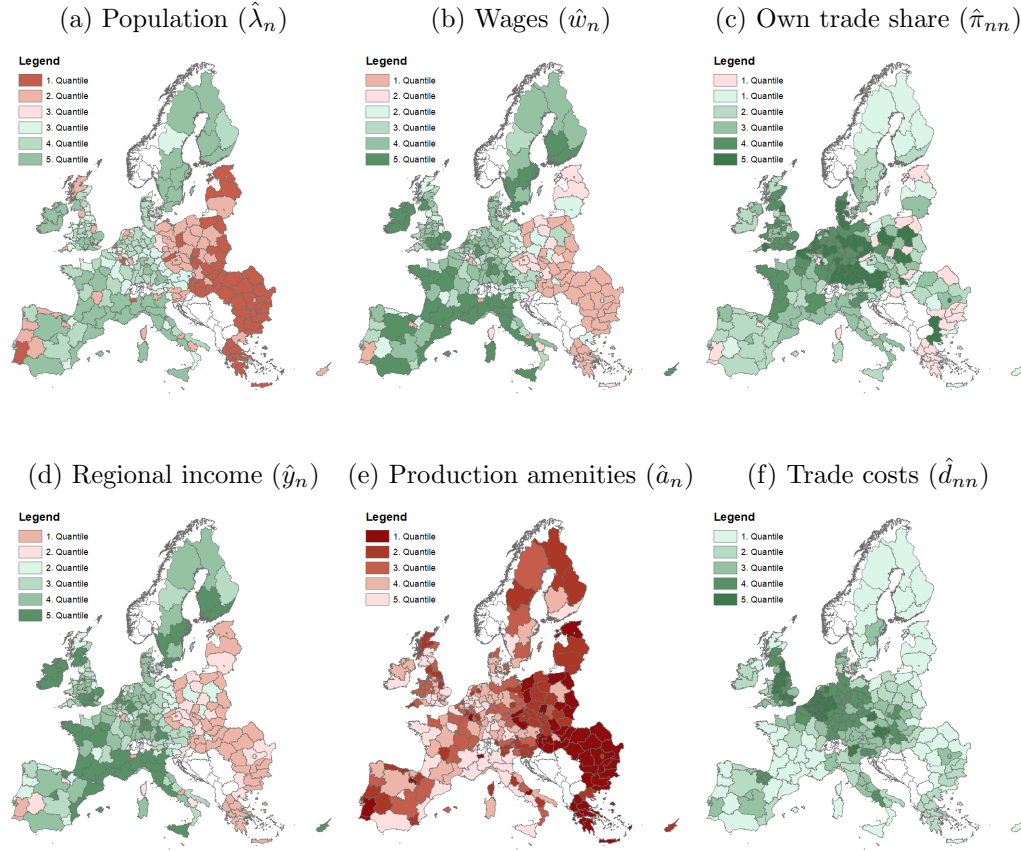 (a) Population (λ̂ₙ)
(b) Wages (ŵₙ)
(c) Own trade share (π̂ₙₙ)
Legend
1. Quantile
2. Quantile
3. Quantile
3. Quantile
4. Quantile
5. Quantile
Legend
1. Quantile
2. Quantile
2. Quantile
3. Quantile
4. Quantile
5. Quantile
Legend
1. Quantile
1. Quantile
2. Quantile
3. Quantile
4. Quantile
5. Quantile
(d) Regional income (ŷₙ)
(e) Production amenities (âₙ)
(f) Trade costs (d̂ₙₙ)
Legend
1. Quantile
2. Quantile
2. Quantile
3. Quantile
4. Quantile
5. Quantile
Legend
1. Quantile
2. Quantile
3. Quantile
4. Quantile
5. Quantile
Legend
1. Quantile
2. Quantile
3. Quantile
4. Quantile
5. Quantile